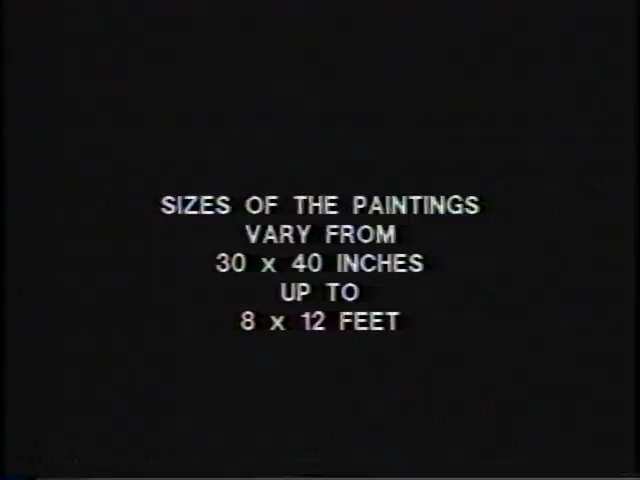 SIZES OF THE PAINTINGS
VARY FROM
30 x 40 INCHES
UP TO
8 x 12 FEET